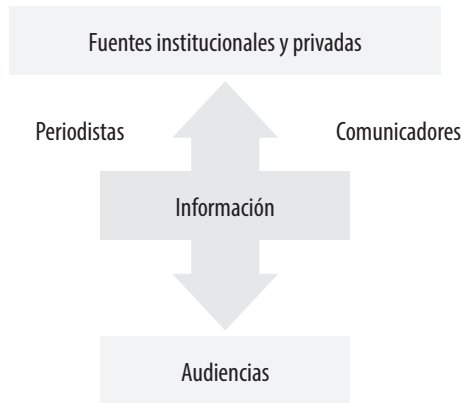 Fuentes institucionales y privadas
Periodistas
Comunicadores
Información
Audiencias